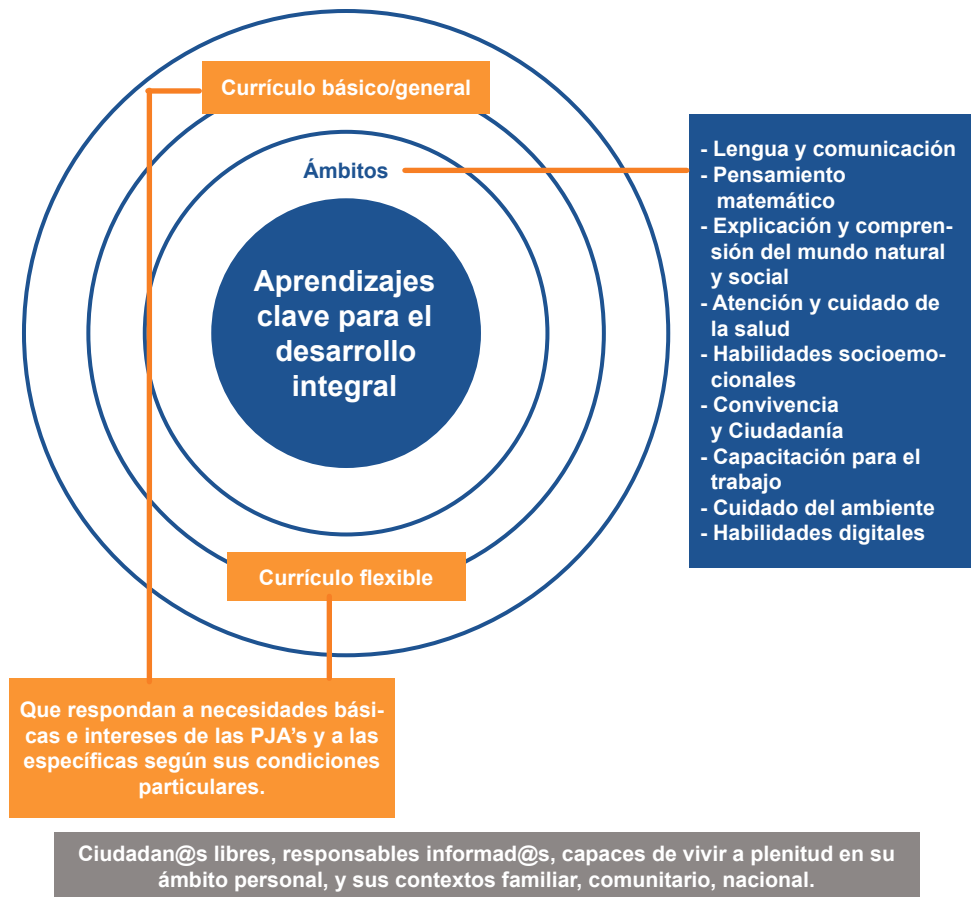 Currículo básico/general
Ámbitos
Aprendizajes
clave para el
desarrollo
integral
- Lengua y comunicación
- Pensamiento
matemático
- Explicación y compren-
sión del mundo natural
y social
- Atención y cuidado de
la salud
- Habilidades socioemo-
cionales
- Convivencia
y Ciudadanía
- Capacitación para el
trabajo
- Cuidado del ambiente
- Habilidades digitales
Currículo flexible
Que respondan a necesidades bási-
cas e intereses de las PJA's y a las
específicas según sus condiciones
particulares.
Ciudadan@s libres, responsables informad@s, capaces de vivir a plenitud en su
ámbito personal, y sus contextos familiar, comunitario, nacional.